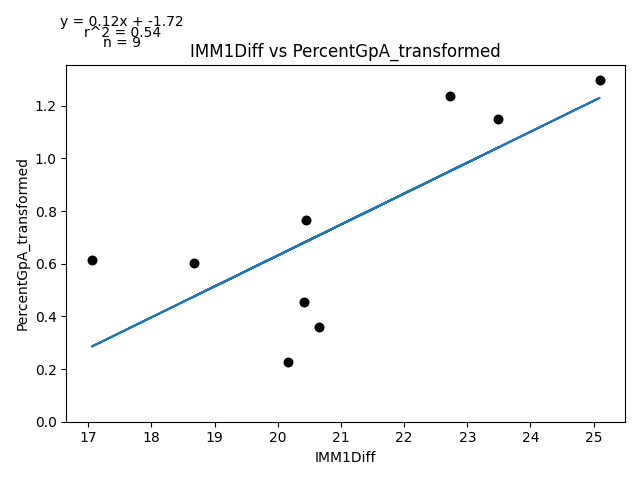 y = 0.12x + -1.72
r^2 = 0.54
n = 9
IMM1Diff vs PercentGpA_transformed
PercentGpA_transformed
1.2
1.0
0.8
0.6
0.4
0.2
0.0
17 18 19 20 21 22 23 24 25
IMM1Diff